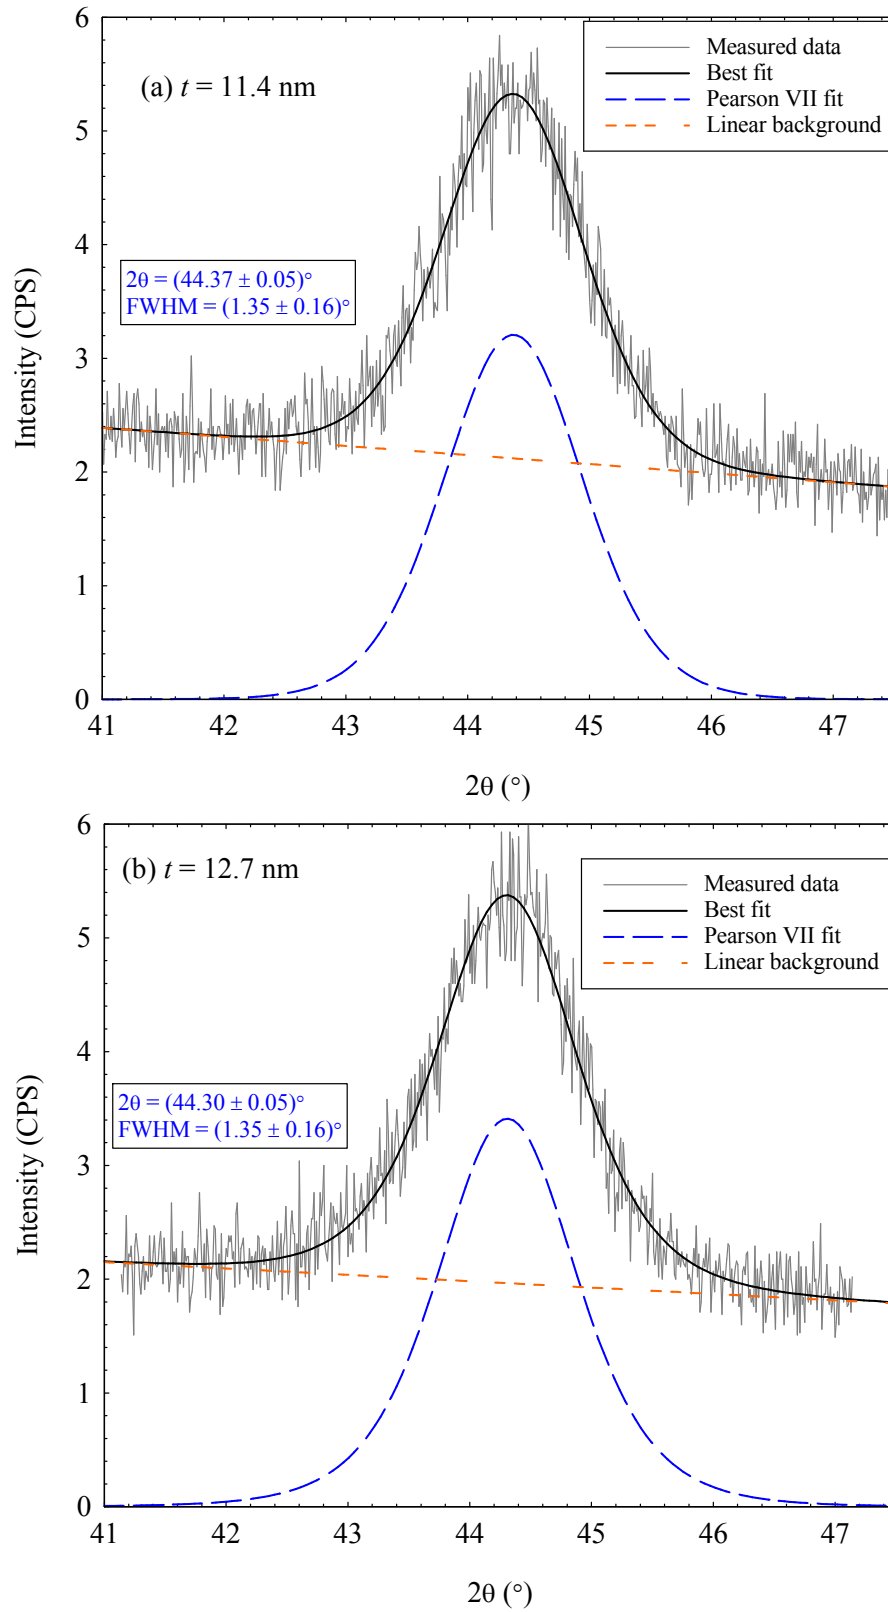 6
(a) t = 11.4 nm
Measured data
Best fit
Pearson VII fit
Linear background
5
4
2θ = (44.37 ± 0.05)°
FWHM = (1.35 ± 0.16)°
Intensity (CPS)
3
2
1
0
41 42 43 44 45 46 47
2θ (°)
6
(b) t = 12.7 nm
Measured data
Best fit
Pearson VII fit
Linear background
5
4
2θ = (44.30 ± 0.05)°
FWHM = (1.35 ± 0.16)°
Intensity (CPS)
3
2
1
0
41 42 43 44 45 46 47
2θ (°)